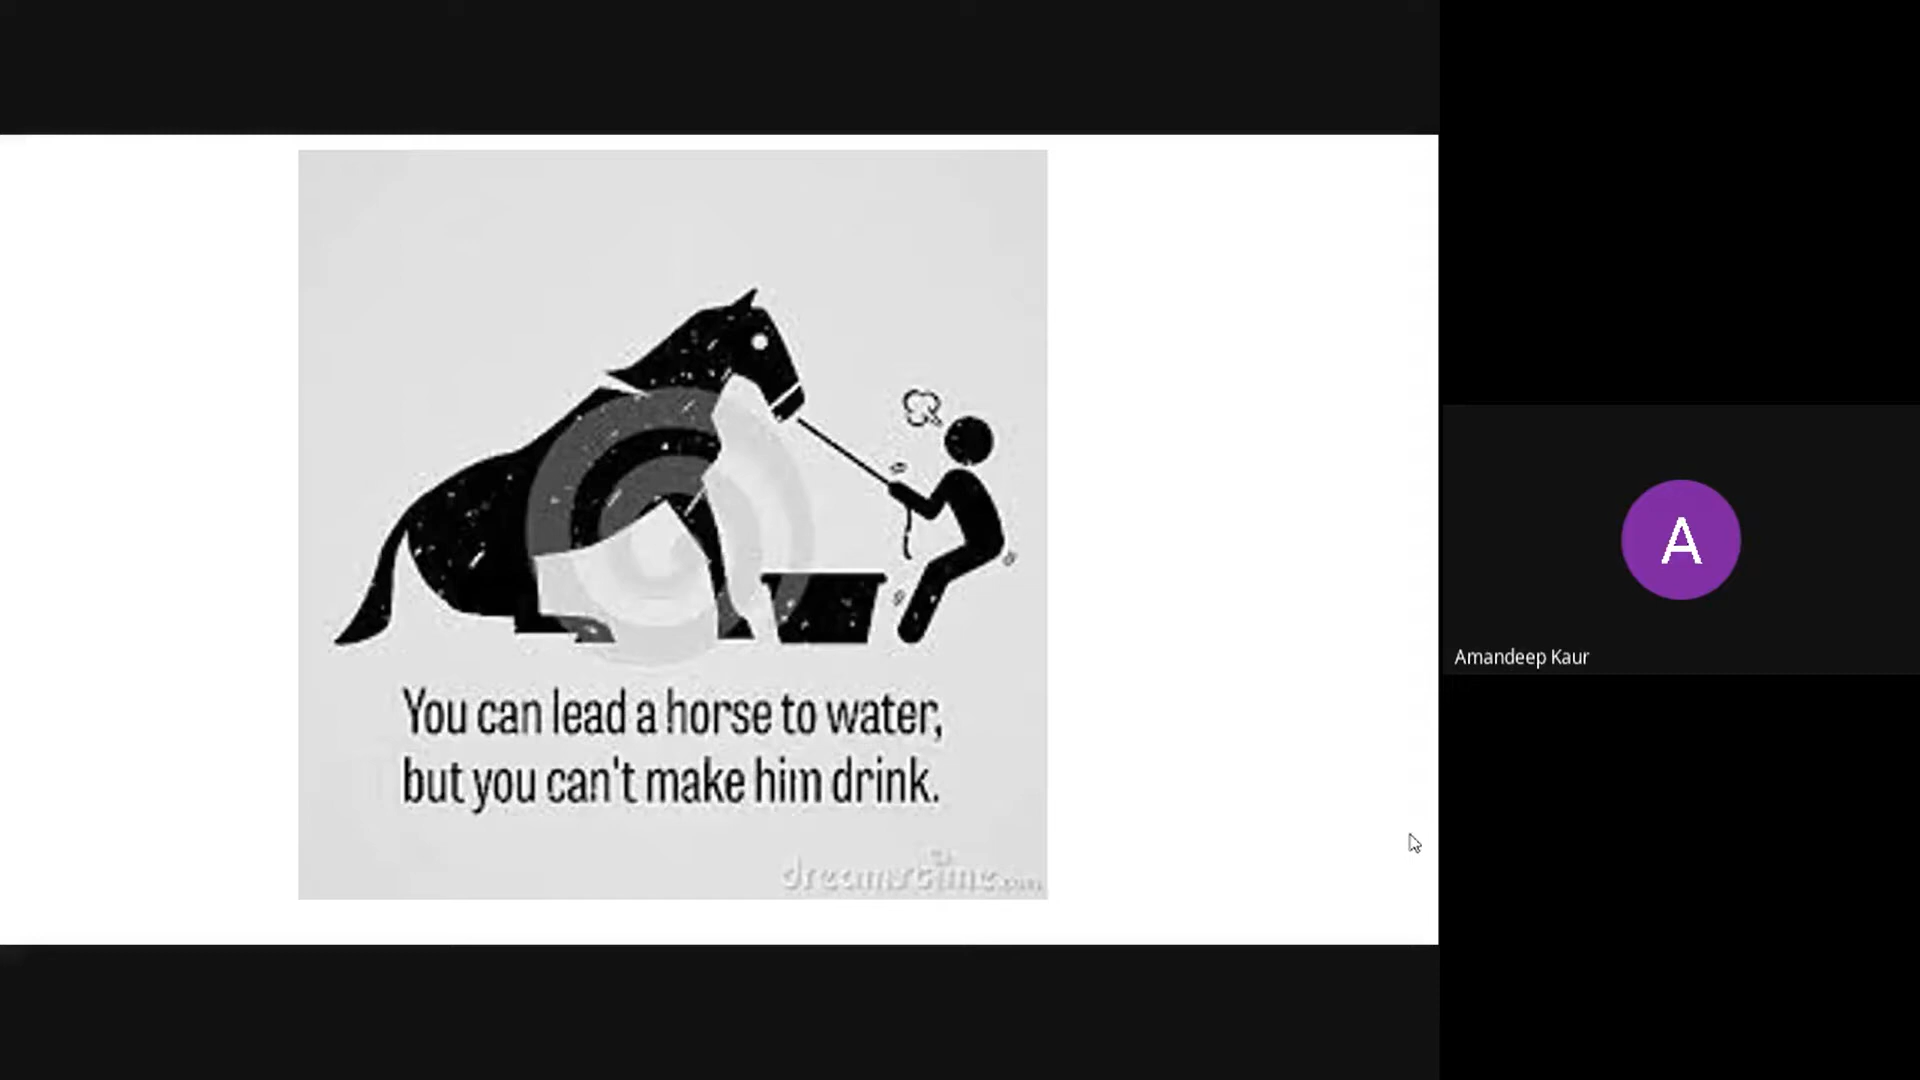 You can lead a horse to water,
but you can't make him drink.
dreamstime.com
A
Amandeep Kaur